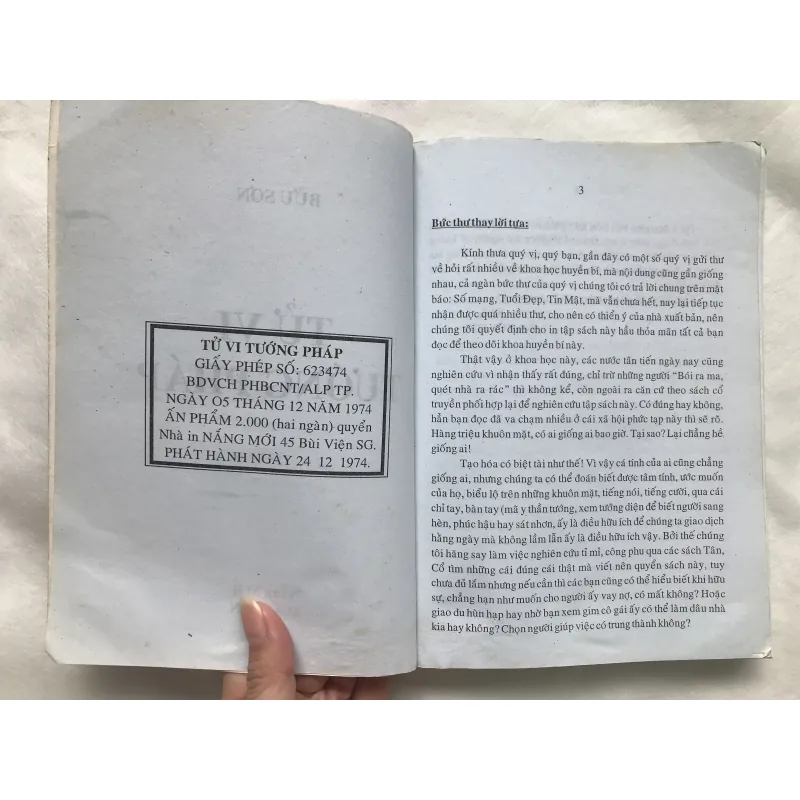 BỬU SƠN
TỬ VI
TỬ VI TƯỚNG PHÁP
GIẤY PHÉP SỐ: 623474
BDVCH PHBCNT/ALP TP.
NGÀY O5 THÁNG 12 NĂM 1974
ẤN PHẨM 2.000 (hai ngàn) quyển
Nhà in NẮNG MỚI 45 Bùi Viện SG.
PHÁT HÀNH NGÀY 24 12 1974.
3
Bức thư thay lời tựa:
Kính thưa quý vị, quý bạn, gần đây có một số quý vị gửi thư
về hỏi rất nhiều về khoa học huyền bí, mà nội dung cũng gần giống
nhau, cả ngàn bức thư của quý vị chúng tôi có trả lời chung trên mặt
báo: Số mạng, Tuổi Đẹp, Tin Mật, mà vẫn chưa hết, nay lại tiếp tục
nhận được quá nhiều thư, cho nên có thiển ý của nhà xuất bản, nên
chúng tôi quyết định cho in tập sách này hầu thỏa mãn tất cả bạn
đọc để theo dõi khoa huyền bí này.
Thật vậy ở khoa học này, các nước tân tiến ngày nay cũng
nghiên cứu vì nhận thấy rất đúng, chỉ trừ những người “Bói ra ma,
quét nhà ra rác” thì không kể, còn ngoài ra căn cứ theo sách cổ
truyền phối hợp lại để nghiên cứu tập sách này. Có đúng hay không,
hẳn bạn đọc đã va chạm nhiều ở cái xã hội phức tạp này thì sẽ rõ.
Hàng triệu khuôn mặt, có ai giống ai bao giờ. Tại sao? Lại chẳng hề
giống ai!
Tạo hóa có biệt tài như thế! Vì vậy cá tính của ai cũng chẳng
giống ai, nhưng chúng ta có thể đoán biết được tâm tính, ước muốn
của họ, biểu lộ trên những khuôn mặt, tiếng nói, tiếng cười, qua cái
chỉ tay, bàn tay (mã y thần tướng, xem tướng diện để biết người sang
hèn, phúc hậu hay sát nhơn, ấy là điều hữu ích để chúng ta giao dịch
hằng ngày mà không lầm lẫn ấy là điều hữu ích vậy. Bởi thế chúng
tôi hăng say làm việc nghiên cứu tỉ mỉ, công phu qua các sách Tân,
Cổ tìm những cái đúng cái thật mà viết nên quyển sách này, tuy
chưa đủ lắm nhưng nếu cần thì các bạn cũng có thể hiểu biết khi hữu
sự, chẳng hạn như muốn cho người ấy vay nợ, có mất không? Hoặc
giao du hùn hạp hay nhờ bạn xem gim cô gái ấy có thể làm dâu nhà
kia hay không? Chọn người giúp việc có trung thành không?